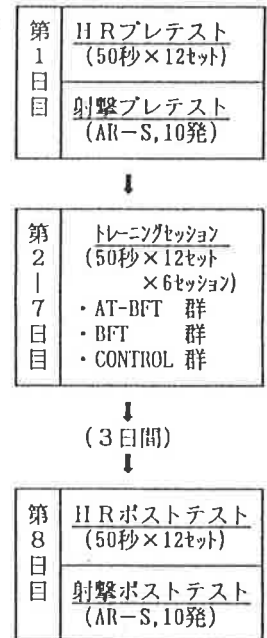 第1日目
HRプレテスト
(50秒×12セット)
射撃プレテスト
(AR-S,10発)
↓
第2-7日目
トレーニングセッション
(50秒×12セット
×6セッション)
・AT-BFT 群
・BFT 群
・CONTROL 群
↓
(3日間)
↓
第8日目
HRポストテスト
(50秒×12セット)
射撃ポストテスト
(AR-S,10発)